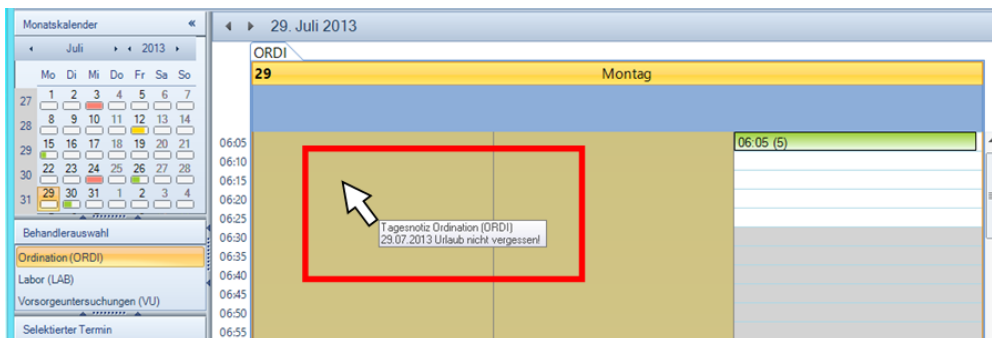 Monatskalender «
Juli 2013
Mo Di Mi Do Fr Sa So
27 1 2 3 4 5 6 7
28 8 9 10 11 12 13 14
29 15 16 17 18 19 20 21
30 22 23 24 25 26 27 28
31 29 30 31 1 2 3 4
Behandlerauswahl
Ordination (ORDI)
Labor (LAB)
Vorsorgeuntersuchungen (VU)
Selektierter Termin
29. Juli 2013
ORDI
29 Montag
06:05 06:05 (5)
06:10
06:15
06:20
06:25
06:30
06:35
06:40
06:45
06:50
06:55
Tagesnotiz Ordination (ORDI)
29.07.2013 Urlaub nicht vergessen!